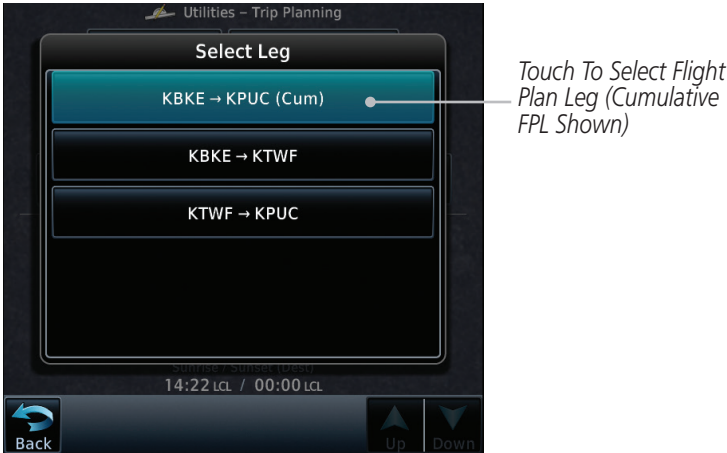 Utilities – Trip Planning
Select Leg
KBKE → KPUC (Cum)
KBKE → KTWF
KTWF → KPUC
Touch To Select Flight
Plan Leg (Cumulative
FPL Shown)
Sunrise / Sunset (Dest)
14:22 LCL / 00:00 LCL
Back
Up
Down